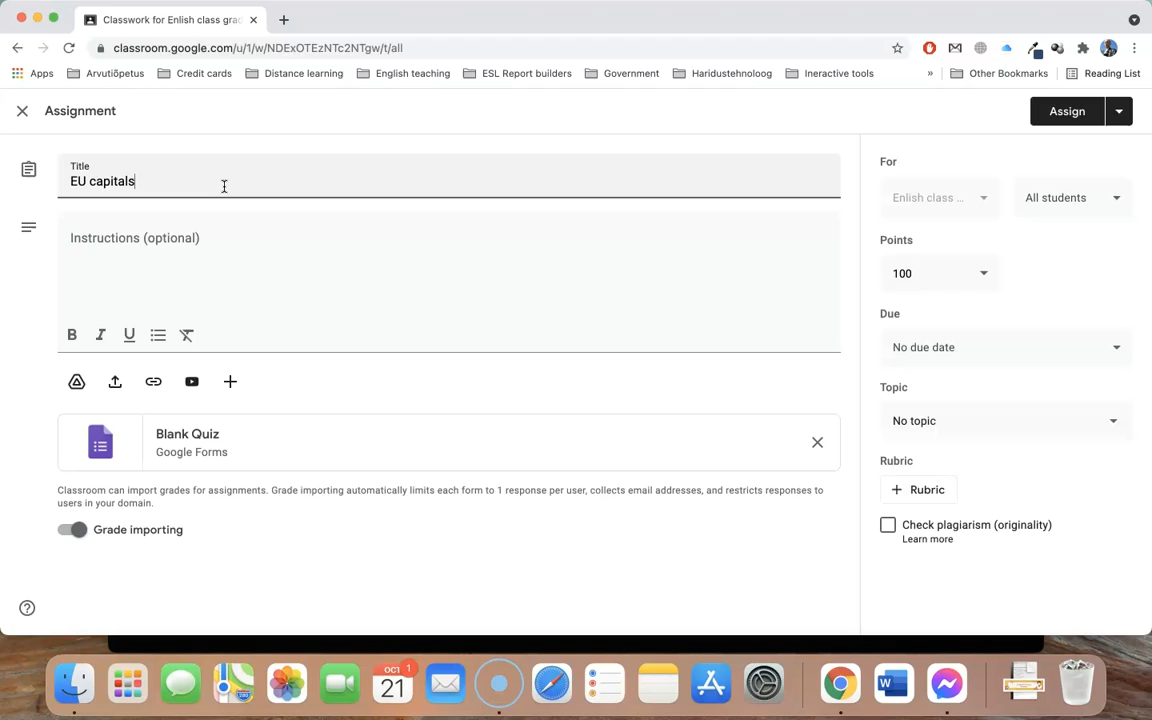 Classwork for Enlish class grad
classroom.google.com/u/1/w/NDExOTEzNTc2NTgw/t/all
Apps Arvutiõpetus Credit cards Distance learning English teaching ESL Report builders Government Haridustehnoloog Ineractive tools » Other Bookmarks Reading List
Assignment
Assign
Title
EU capitals
Instructions (optional)
B I U
Blank Quiz
Google Forms
Classroom can import grades for assignments. Grade importing automatically limits each form to 1 response per user, collects email addresses, and restricts responses to
users in your domain.
Grade importing
For
Enlish class ... All students
Points
100
Due
No due date
Topic
No topic
Rubric
+ Rubric
Check plagiarism (originality)
Learn more
OCT 1
21
W